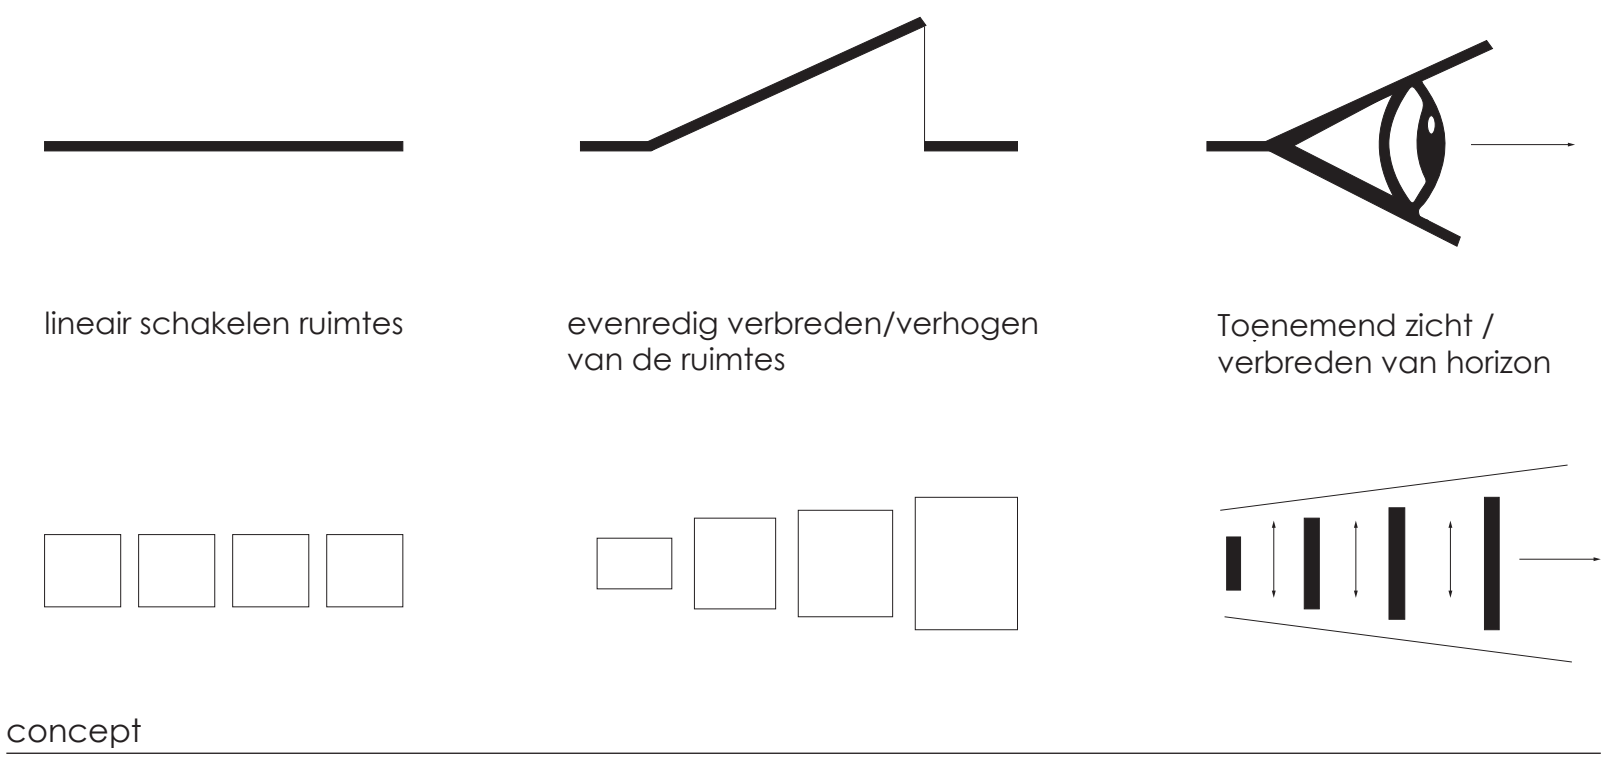 lineair schakelen ruimtes
evenredig verbreden/verhogen
van de ruimtes
Toenemend zicht /
verbreden van horizon
concept